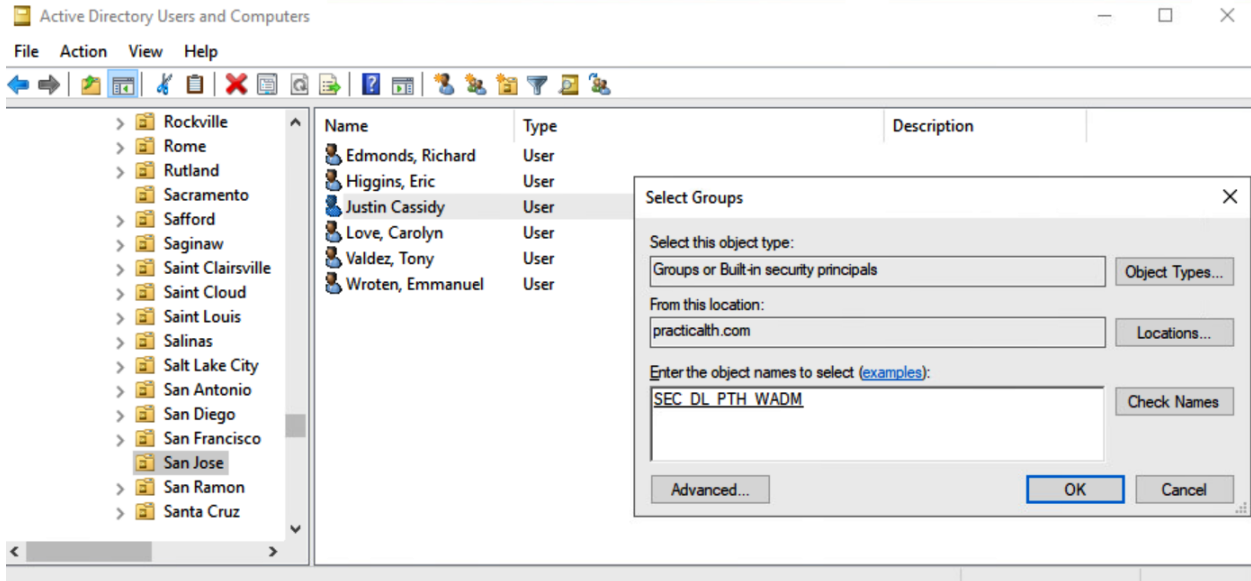 Active Directory Users and Computers
File Action View Help
Rockville
Rome
Rutland
Sacramento
Safford
Saginaw
Saint Clairsville
Saint Cloud
Saint Louis
Salinas
Salt Lake City
San Antonio
San Diego
San Francisco
San Jose
San Ramon
Santa Cruz
Name Type Description
Edmonds, Richard User
Higgins, Eric User
Justin Cassidy User
Love, Carolyn User
Valdez, Tony User
Wroten, Emmanuel User
Select Groups
Select this object type:
Groups or Built-in security principals Object Types...
From this location:
practicalth.com Locations...
Enter the object names to select (examples):
SEC_DL_PTH_WADM Check Names
Advanced... OK Cancel